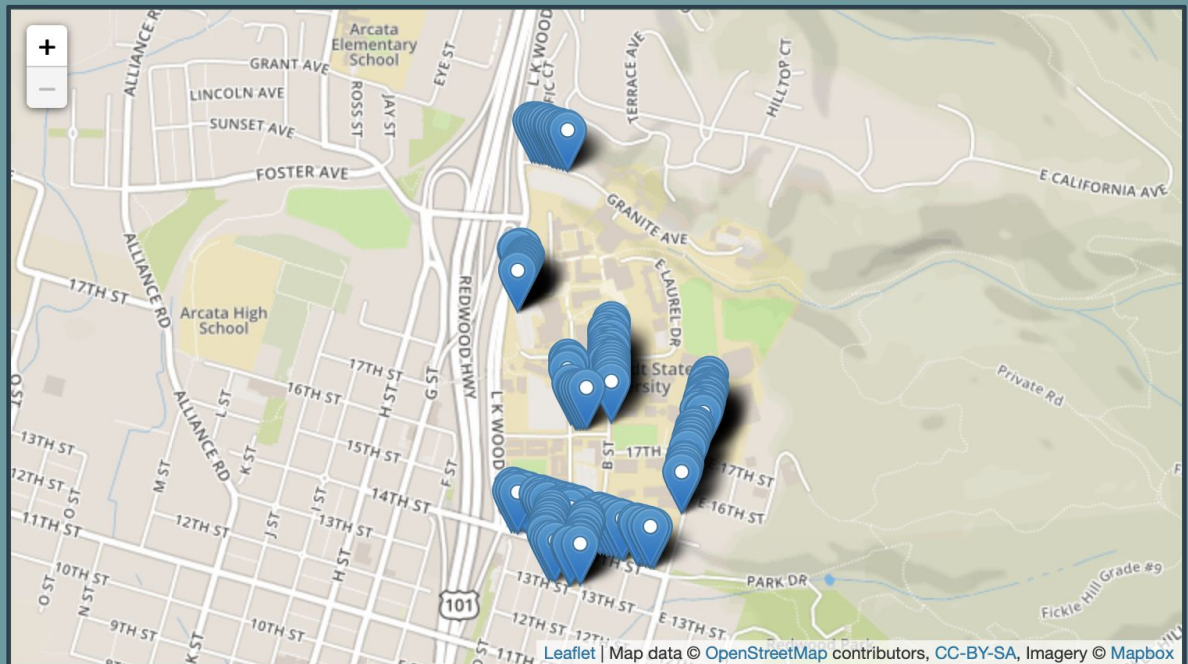 +
−
ALLIANCE RD
Arcata
Elementary
School
EYE ST
L K WOOD
TERRACE AVE
HILLTOP CT
GRANT AVE
LINCOLN AVE
ROSS ST
JAY ST
SUNSET AVE
FOSTER AVE
E CALIFORNIA AVE
GRANITE AVE
ALLIANCE RD
E LAUREL DR
17TH ST
Arcata High
School
REDWOOD HWY
17TH ST
G ST
H ST
16TH ST
Private Rd
L ST
ALLIANCE RD
L K WOOD
13TH ST
15TH ST
B ST
17TH
17TH ST
K ST
F ST
M ST
12TH ST
O ST
I ST
14TH ST
E 16TH ST
11TH ST
12TH ST
J ST
13TH ST
H ST
10TH ST
O ST
N ST
13TH ST
13TH ST
PARK DR
Fickle Hill Grade #9
101
9TH ST
10TH ST
12TH ST
E 13TH ST
K ST
Leaflet | Map data © OpenStreetMap contributors, CC-BY-SA, Imagery © Mapbox